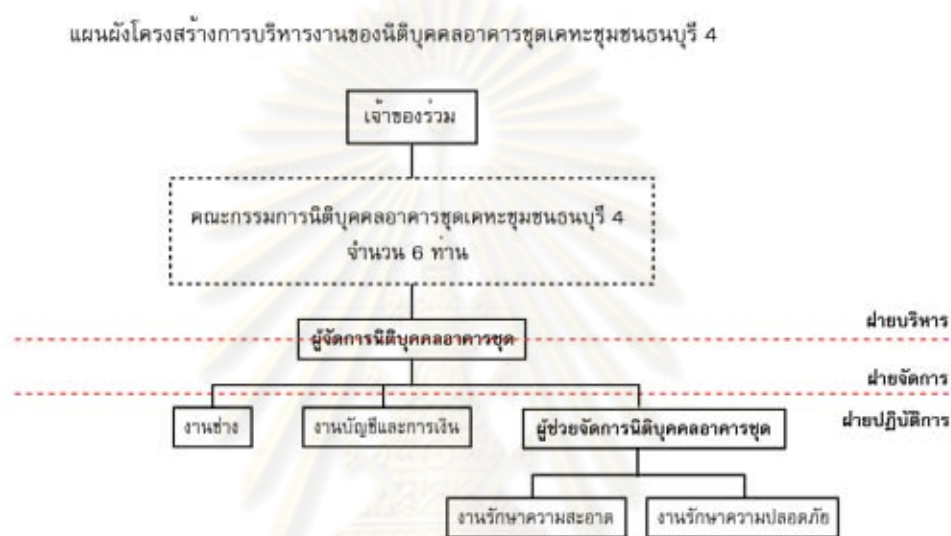 แผนผังโครงสร้างการบริหารงานของนิติบุคคลอาคารชุดเคหะชุมชนธนบุรี 4
เจ้าของร่วม
คณะกรรมการนิติบุคคลอาคารชุดเคหะชุมชนธนบุรี 4
จำนวน 6 ท่าน
ฝ่ายบริหาร
ผู้จัดการนิติบุคคลอาคารชุด
ฝ่ายจัดการ
งานช่าง
งานบัญชีและการเงิน
ผู้ช่วยจัดการนิติบุคคลอาคารชุด
ฝ่ายปฏิบัติการ
งานรักษาความสะอาด
งานรักษาความปลอดภัย